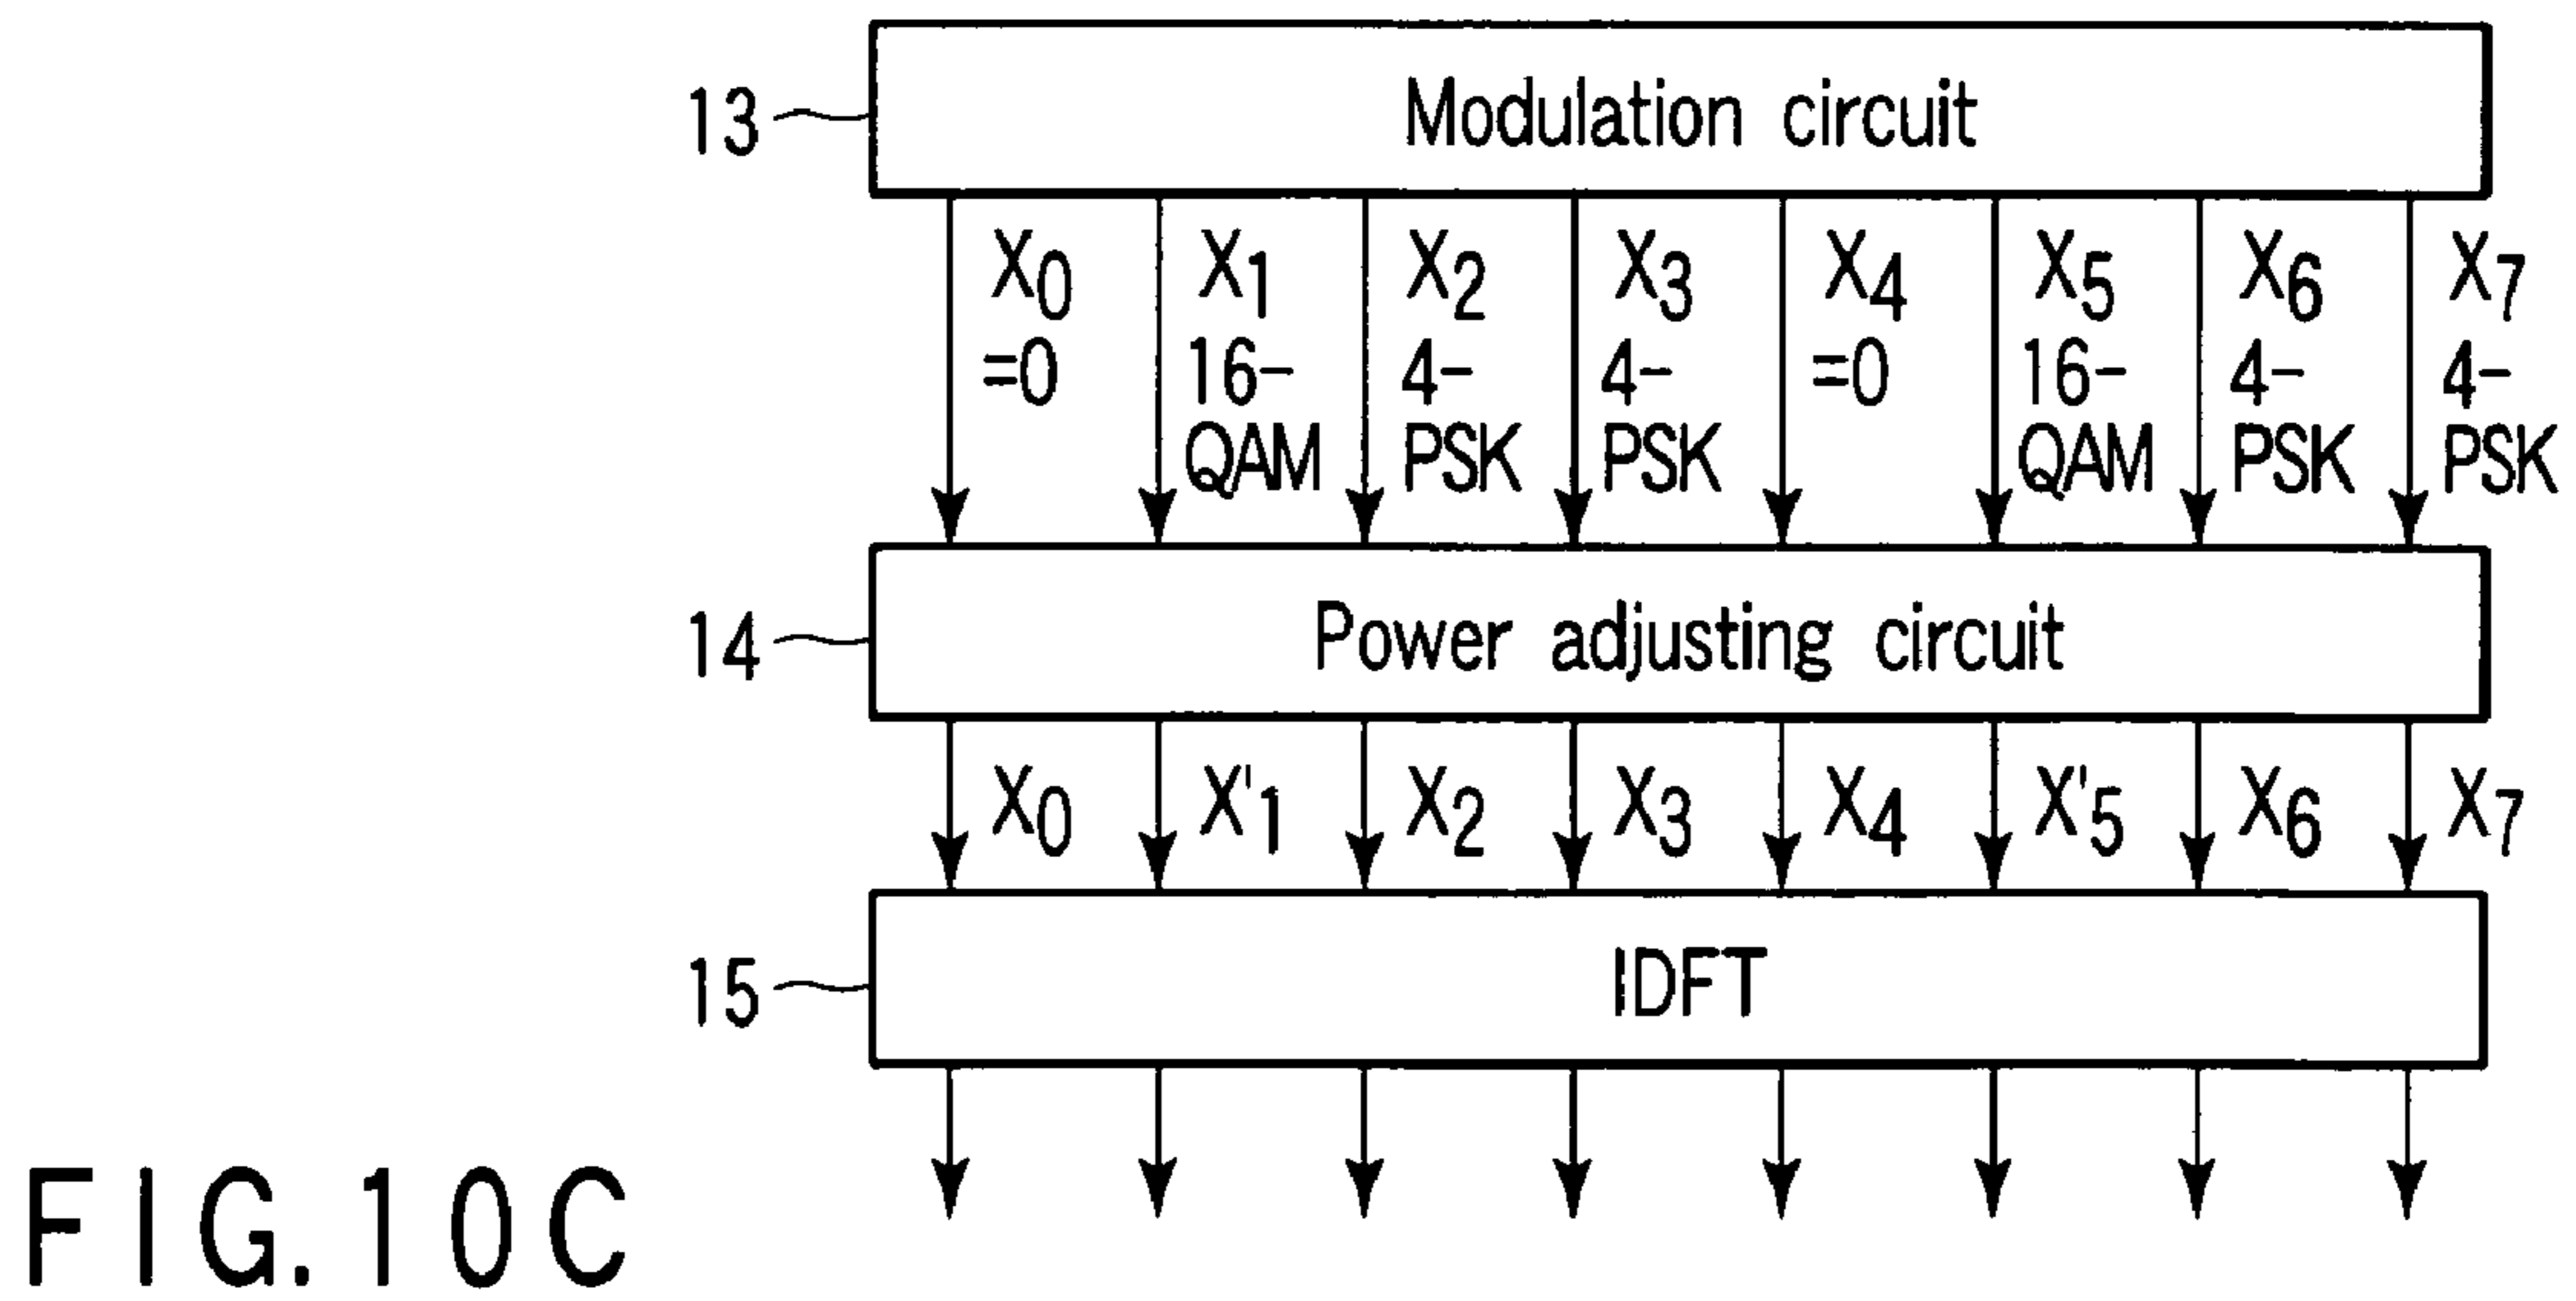 Modulation circuit
13
X0 X1 X2 X3 X4 X5 X6 X7
=0 16- 4- 4- =0 16- 4- 4-
QAM PSK PSK QAM PSK PSK
Power adjusting circuit
14
X0 X'1 X2 X3 X4 X'5 X6 X7
IDFT
15
FIG.10C